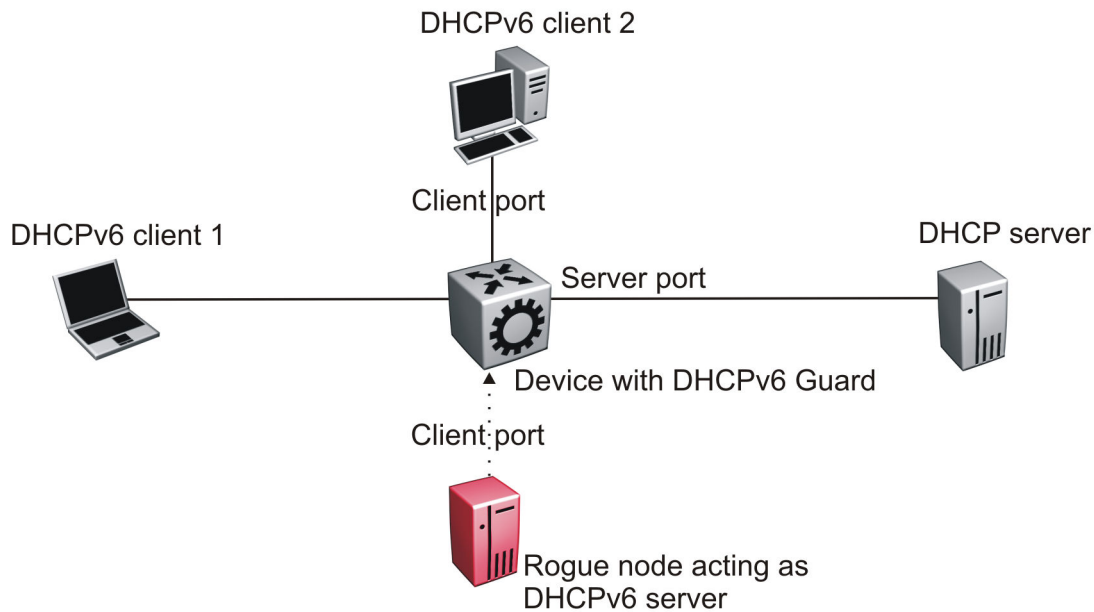 DHCPv6 client 2
Client port
DHCPv6 client 1
DHCP server
Server port
Device with DHCPv6 Guard
Client port
Rogue node acting as
DHCPv6 server